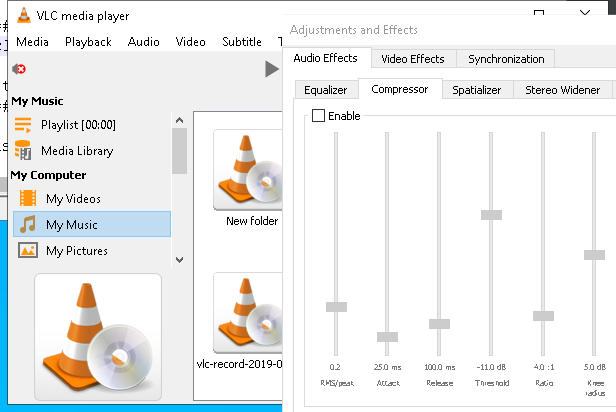 VLC media player
Media Playback Audio Video Subtitle T
My Music
Playlist [00:00]
Media Library
My Computer
My Videos
My Music
My Pictures
New folder
vlc-record-2019-0
Adjustments and Effects
Audio Effects Video Effects Synchronization
Equalizer Compressor Spatializer Stereo Widener
Enable
0.2 25.0 ms 100.0 ms -11.0 dB 4.0 :1 5.0 dB
RMS/peak Attack Release Threshold Ratio Knee
radius